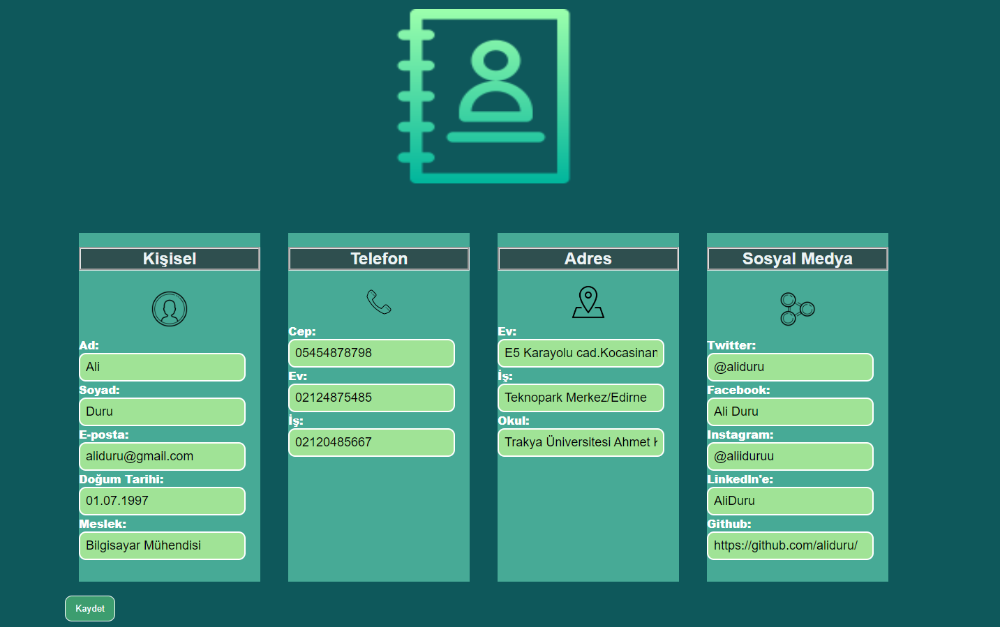 Kişisel
Ad:
Ali
Soyad:
Duru
E-posta:
aliduru@gmail.com
Doğum Tarihi:
01.07.1997
Meslek:
Bilgisayar Mühendisi
Telefon
Cep:
05454878798
Ev:
02124875485
İş:
02120485667
Adres
Ev:
E5 Karayolu cad.Kocasinan
İş:
Teknopark Merkez/Edirne
Okul:
Trakya Üniversitesi Ahmet
Sosyal Medya
Twitter:
@aliduru
Facebook:
Ali Duru
Instagram:
@aliiduruu
LinkedIn'e:
AliDuru
Github:
https://github.com/aliduru/
Kaydet